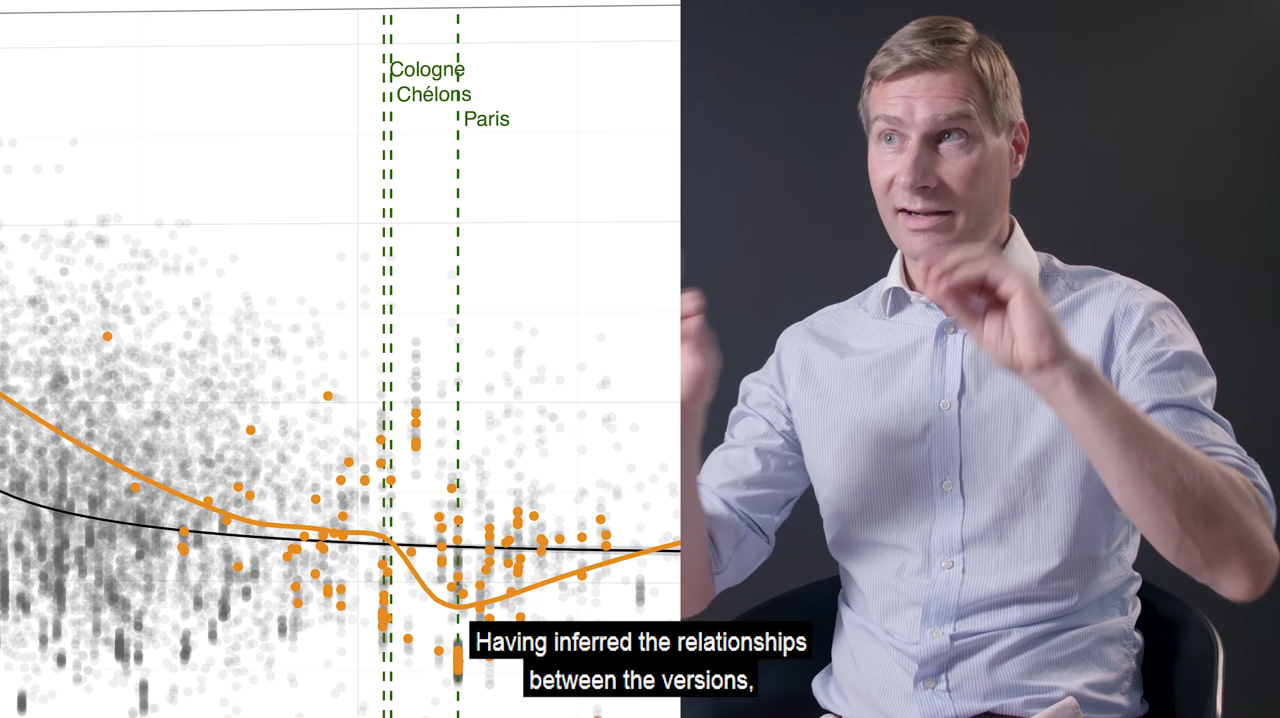 Cologne
Chélons
Paris
Having inferred the relationships
between the versions,